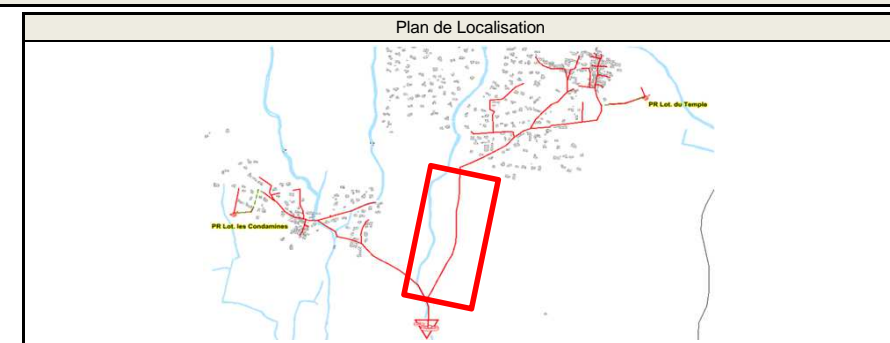 Plan de Localisation
PR Lot. du Temple
PR Lot. les Condamines